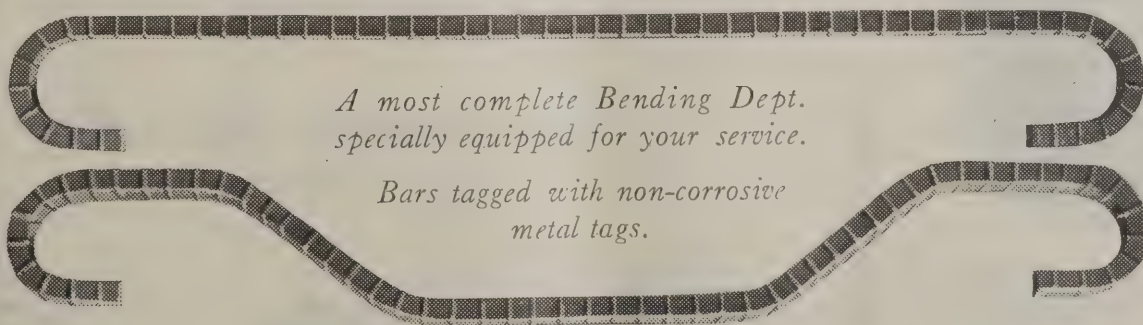 A most complete Bending Dept.
specially equipped for your service.
Bars tagged with non-corrosive
metal tags.